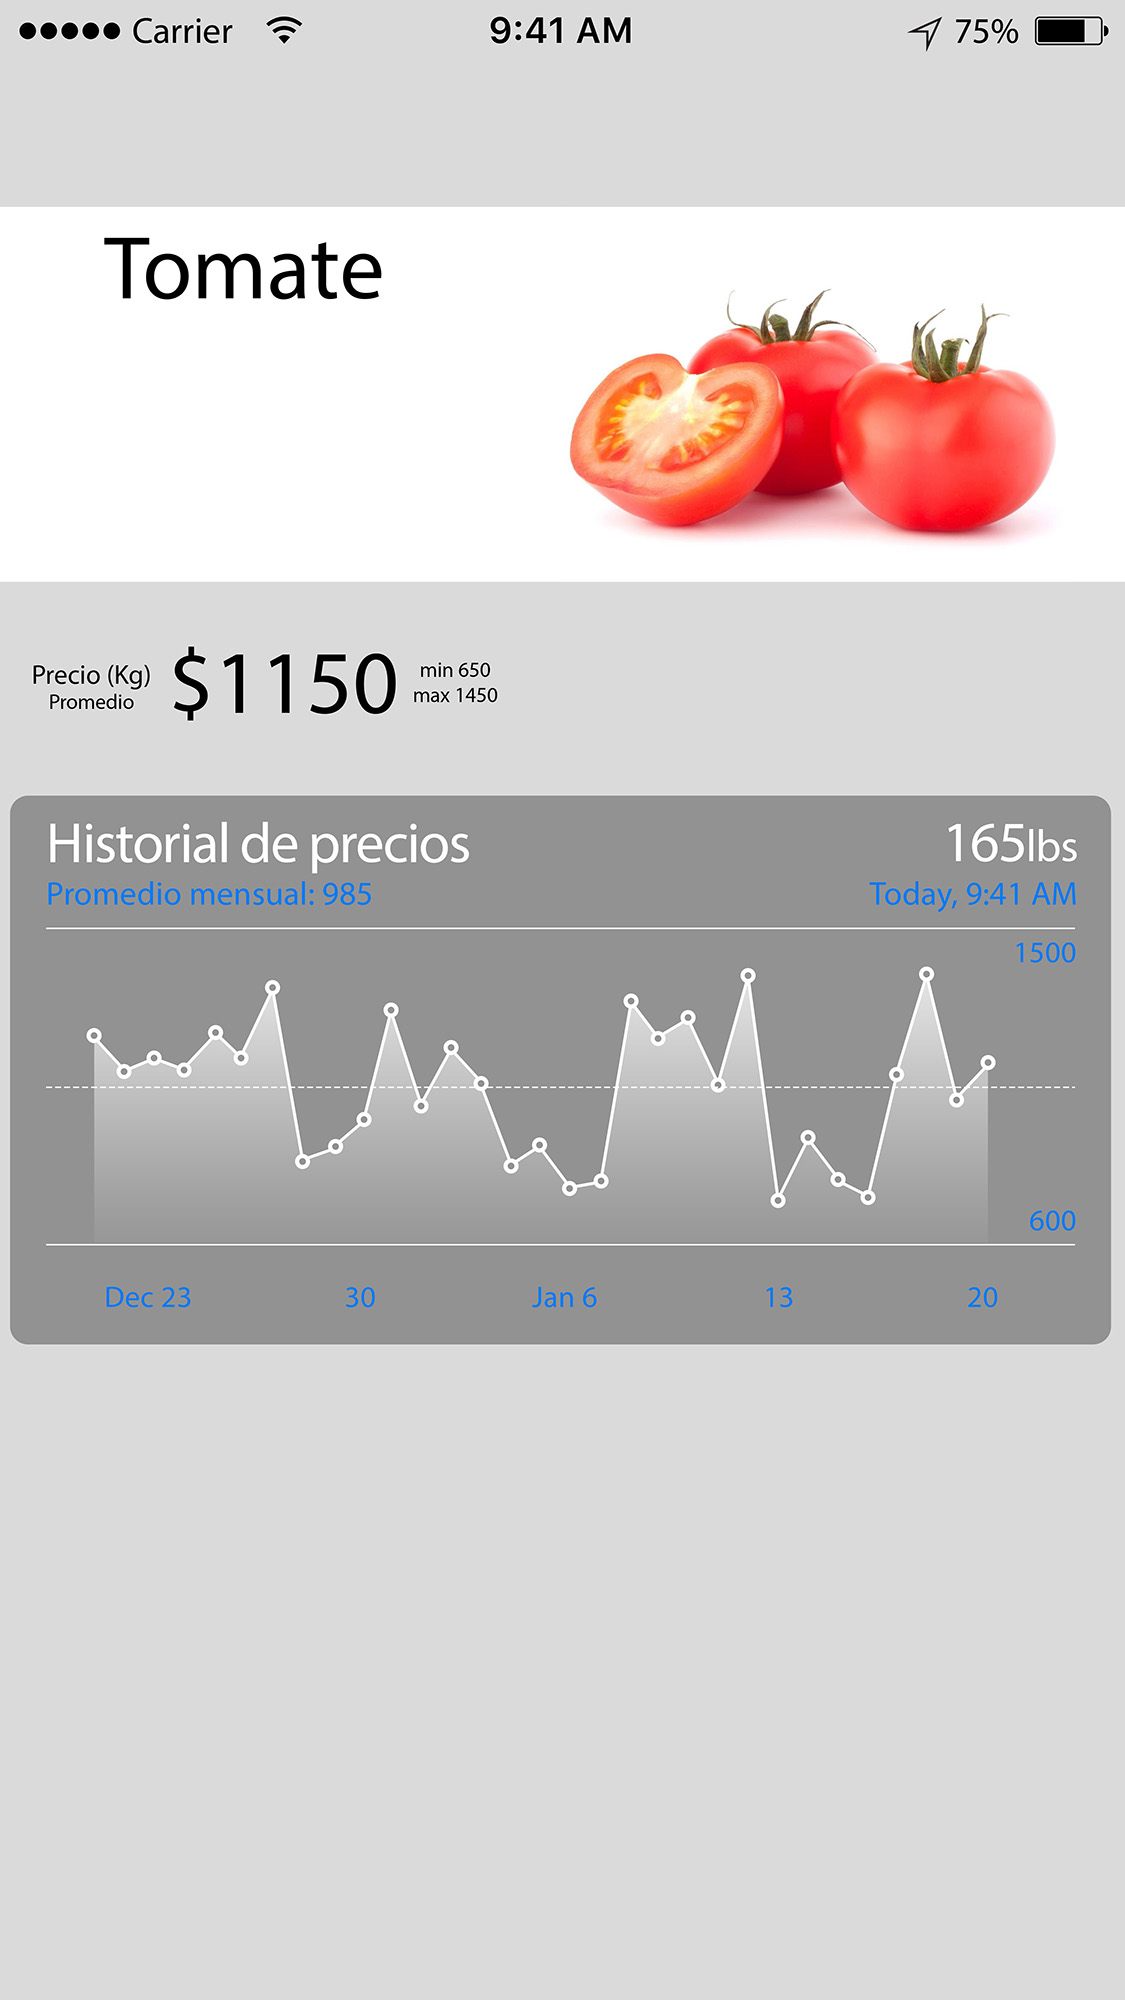 Carrier 9:41 AM 75%
Tomate
Precio (Kg)
Promedio
$1150
min 650
max 1450
Historial de precios 165lbs
Promedio mensual: 985 Today, 9:41 AM
1500
600
Dec 23 30 Jan 6 13 20